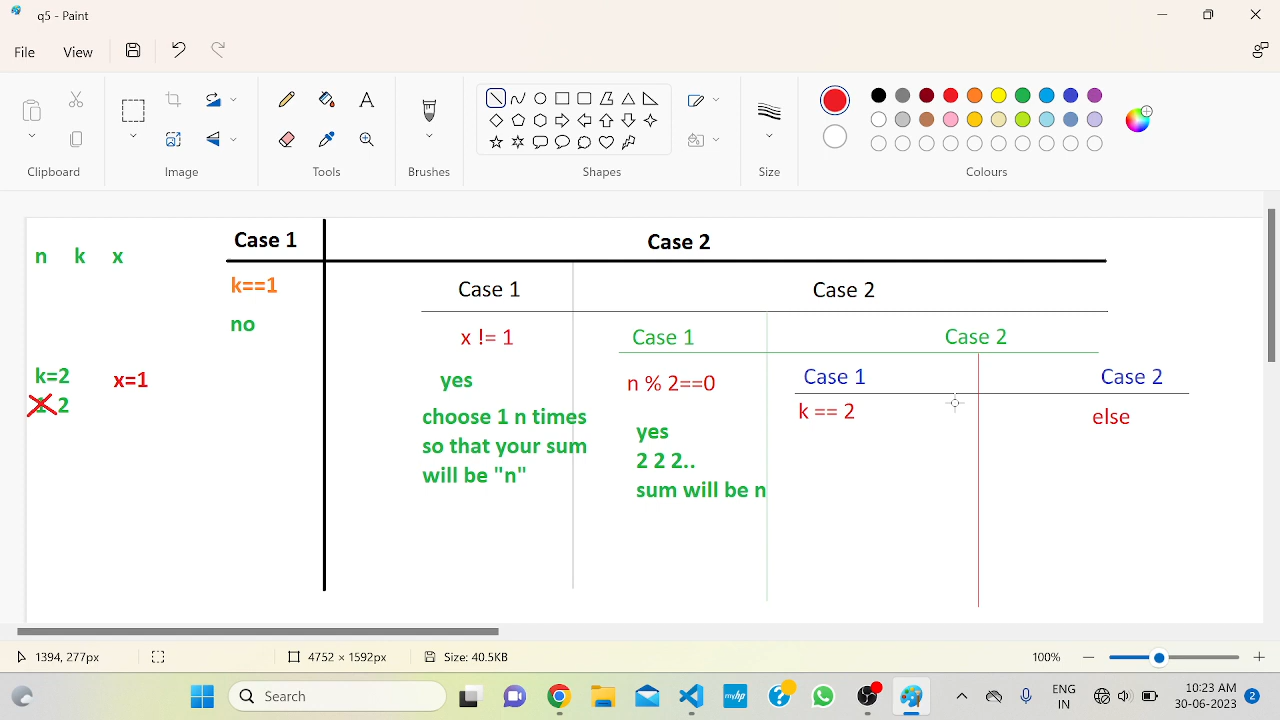 q5 - Paint
File View
Clipboard
Image
Tools
Brushes
Shapes
Size
Colours
n k x
Case 1
Case 2
k==1
no
Case 1
Case 2
x != 1
Case 1
Case 2
yes
choose 1 n times
so that your sum
will be "n"
n % 2==0
yes
2 2 2..
sum will be n
Case 1
Case 2
k == 2
else
k=2
x=1
1 2
1394, 277px
4752 × 1592px
Size: 40.5KB
100%
Search
myhp
ENG
IN
10:23 AM
30-06-2023
2